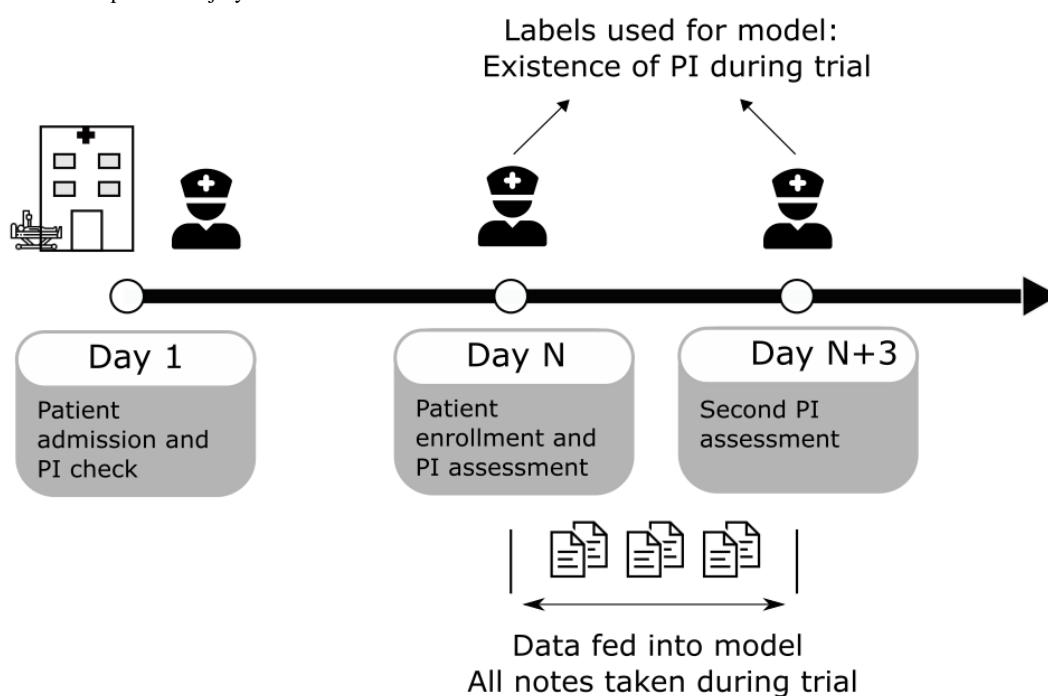 Labels used for model:
Existence of PI during trial
Day 1
Patient
admission and
PI check
Day N
Patient
enrollment and
PI assessment
Day N+3
Second PI
assessment
Data fed into model
All notes taken during trial